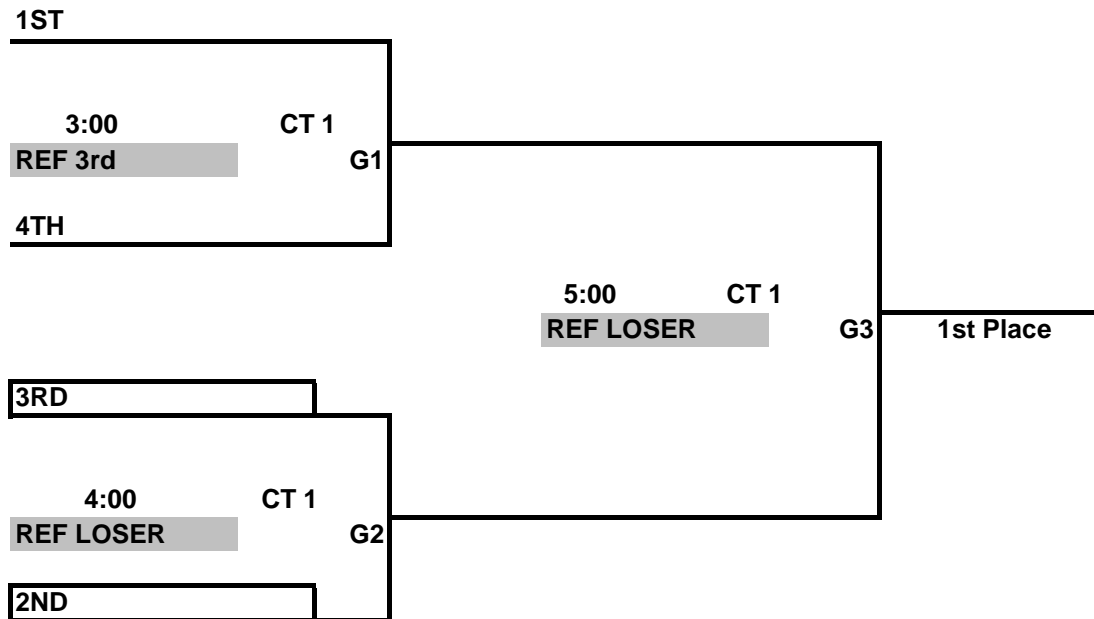 1ST
3:00 CT 1
REF 3rd G1
4TH
5:00 CT 1
REF LOSER G3 1st Place
3RD
4:00 CT 1
REF LOSER G2
2ND